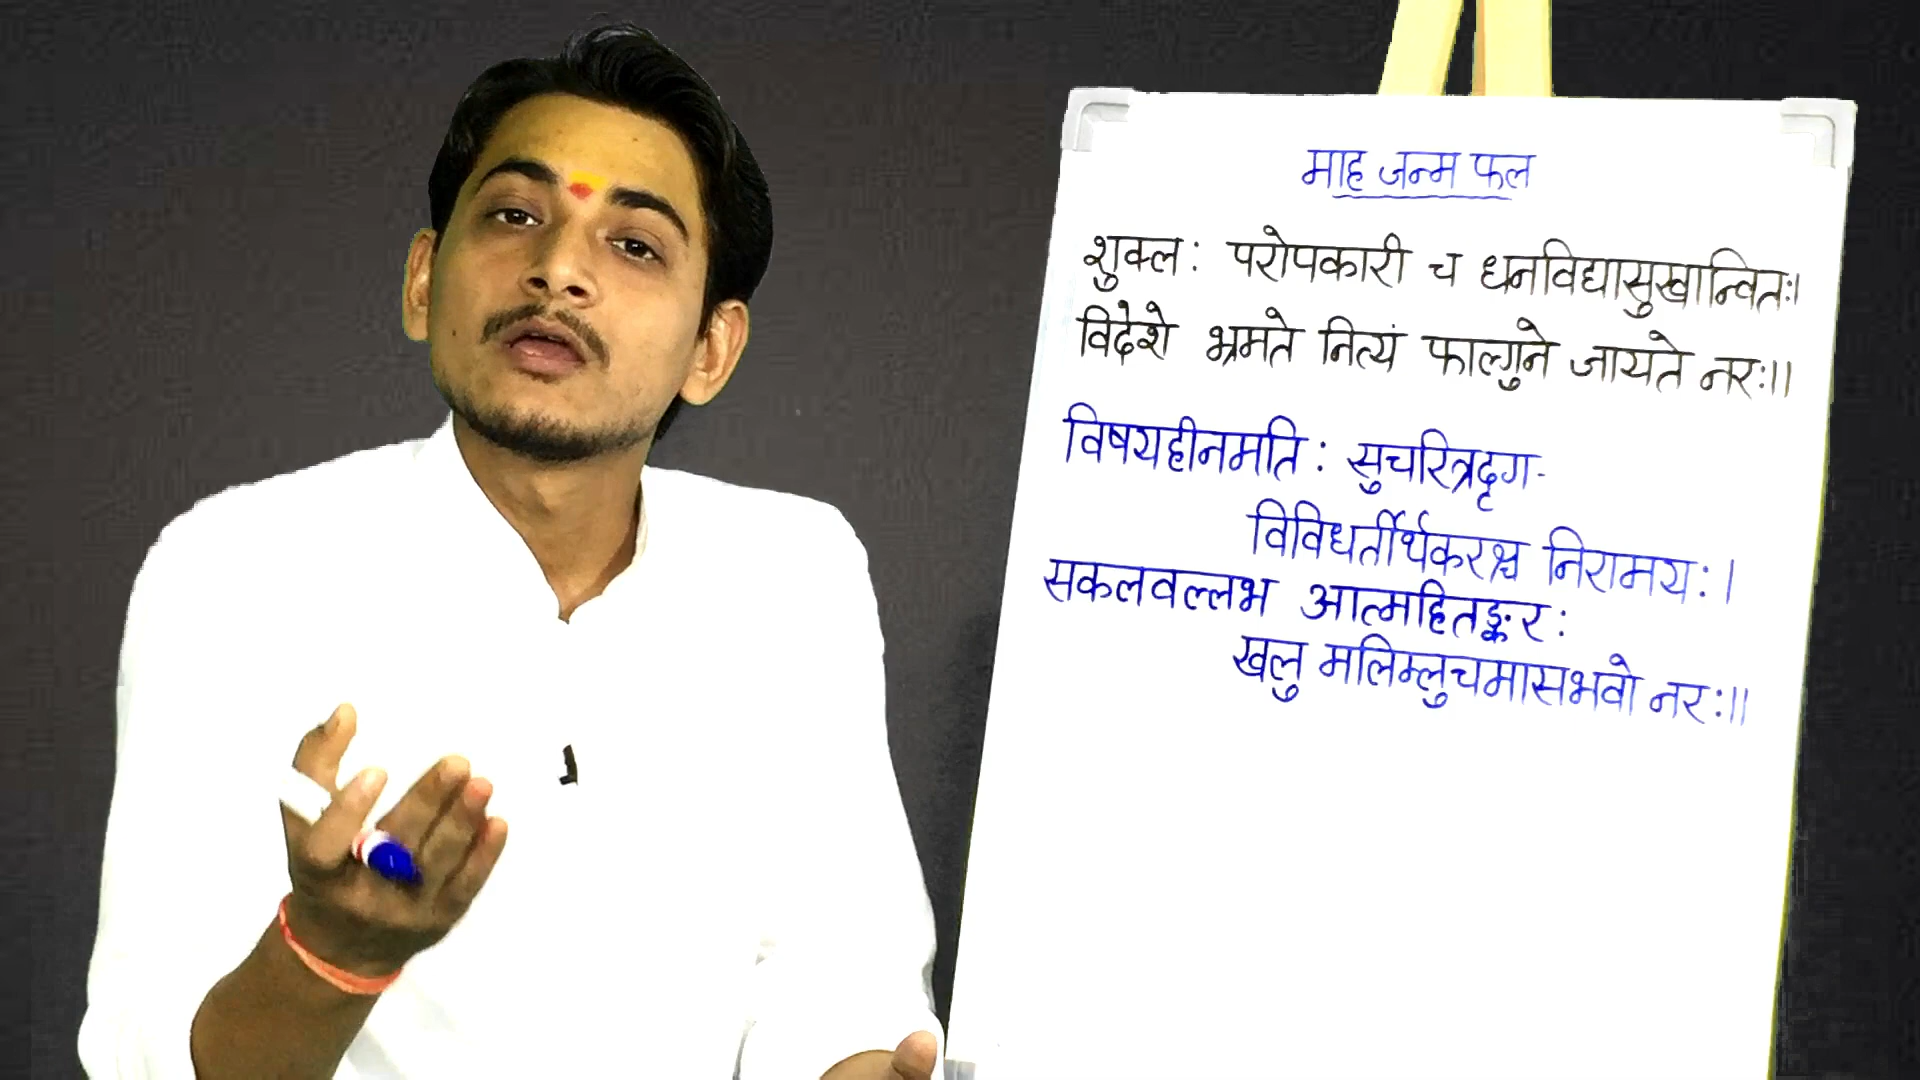 माह जन्म फल
शुक्ल: परोपकारी च धनविद्यासुखान्वितः।
विदेशे भ्रमते नित्यं फाल्गुने जायते नरः।।
विषयहीनमति: सुचरित्रदृग-
विविधतीर्थकरश्च निरामय: ।
सकलवल्लभ आत्महितङ्कर:
खलु मलिम्लुचमासभवो नर:।।